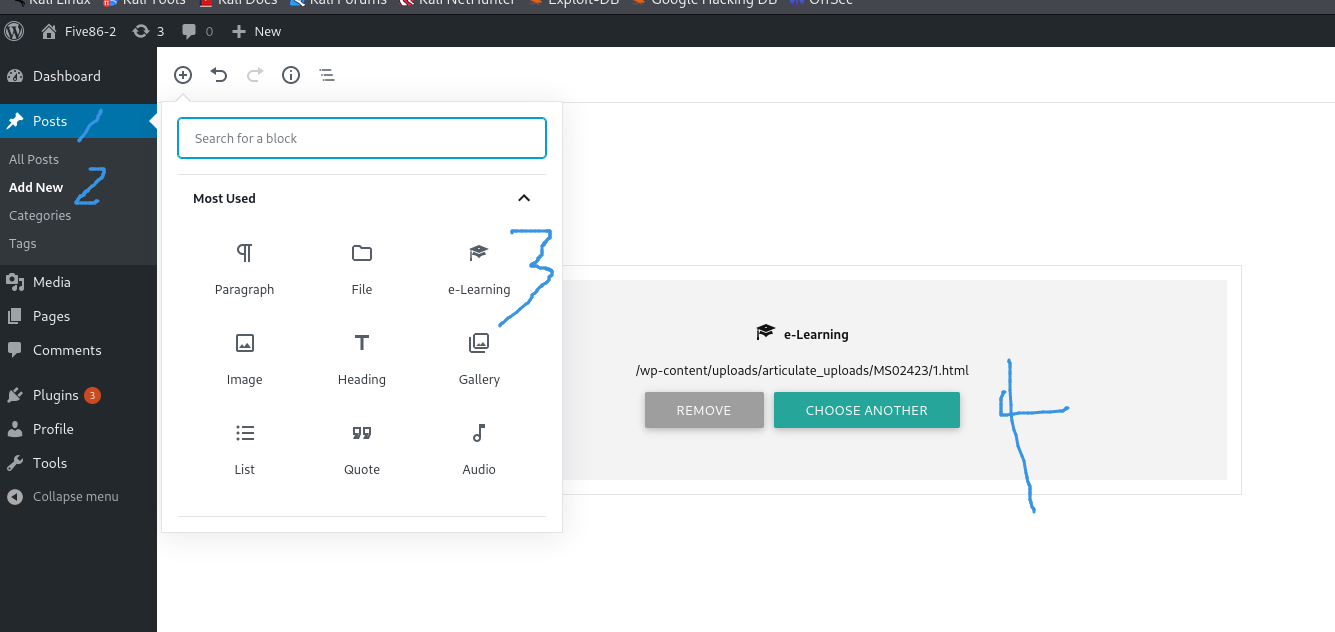 Kali Linux Kali Tools Kali Docs Kali Forums Kali NetHunter Exploit-DB Google Hacking DB OffSec
Five86-2 3 0 New
Dashboard
Posts 1
All Posts
Add New 2
Categories
Tags
Media
Pages
Comments
Plugins 3
Profile
Tools
Collapse menu
Search for a block
Most Used
Paragraph File e-Learning 3
Image Heading Gallery
List Quote Audio
e-Learning
/wp-content/uploads/articulate_uploads/MS02423/1.html
REMOVE CHOOSE ANOTHER 4